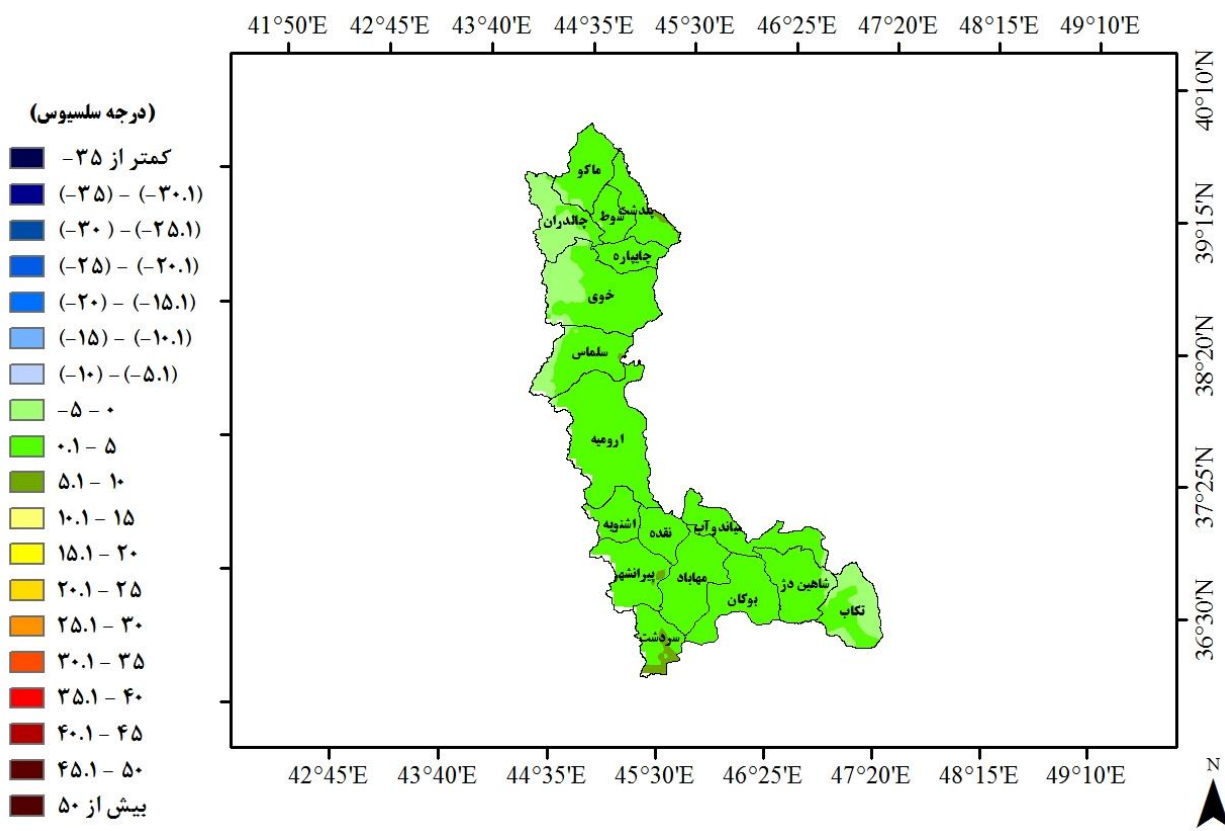 41°50'E 42°45'E 43°40'E 44°35'E 45°30'E 46°25'E 47°20'E 48°15'E 49°10'E
(درجه سلسیوس)
کمتر از ۳۵-
(-۳۵) - (-۳۰.۱)
(-۳۰) - (-۲۵.۱)
(-۲۵) - (-۲۰.۱)
(-۲۰) - (-۱۵.۱)
(-۱۵) - (-۱۰.۱)
(-۱۰) - (-۵.۱)
-۵ - ۰
۰.۱ - ۵
۵.۱ - ۱۰
۱۰.۱ - ۱۵
۱۵.۱ - ۲۰
۲۰.۱ - ۲۵
۲۵.۱ - ۳۰
۳۰.۱ - ۳۵
۳۵.۱ - ۴۰
۴۰.۱ - ۴۵
۴۵.۱ - ۵۰
بیش از ۵۰
ماکو
پلدشت
شوط
چالدران
چایپاره
خوی
سلماس
ارومیه
اشنویه
نقده
میاندوآب
پیرانشهر
مهاباد
بوکان
شاهین دژ
تکاب
سردشت
40°10'N
39°15'N
38°20'N
37°25'N
36°30'N
42°45'E 43°40'E 44°35'E 45°30'E 46°25'E 47°20'E 48°15'E 49°10'E
N